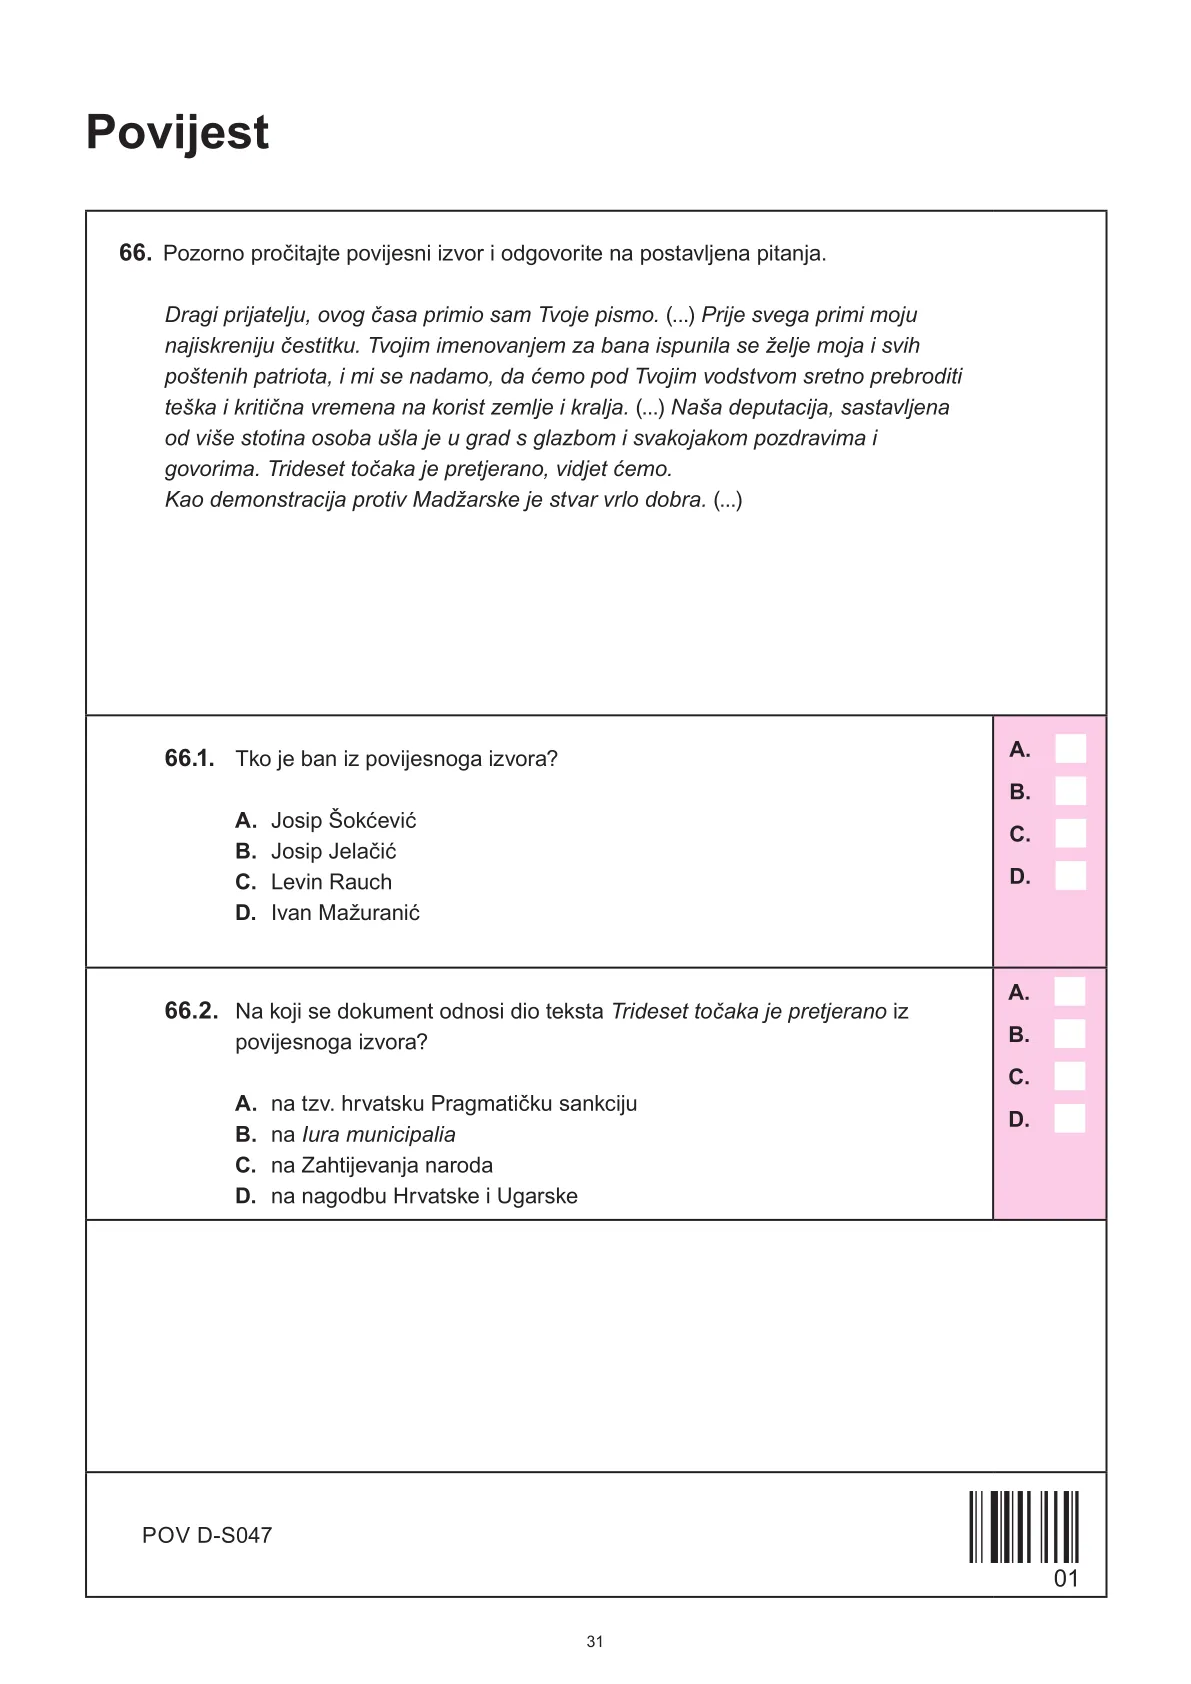 Povijest
66. Pozorno pročitajte povijesni izvor i odgovorite na postavljena pitanja.
Dragi prijatelju, ovog časa primio sam Tvoje pismo. (...) Prije svega primi moju
najiskreniju čestitku. Tvojim imenovanjem za bana ispunila se želje moja i svih
poštenih patriota, i mi se nadamo, da ćemo pod Tvojim vodstvom sretno prebroditi
teška i kritična vremena na korist zemlje i kralja. (...) Naša deputacija, sastavljena
od više stotina osoba ušla je u grad s glazbom i svakojakom pozdravima i
govorima. Trideset točaka je pretjerano, vidjet ćemo.
Kao demonstracija protiv Madžarske je stvar vrlo dobra. (...)
66.1. Tko je ban iz povijesnoga izvora?
A. Josip Šokćević
B. Josip Jelačić
C. Levin Rauch
D. Ivan Mažuranić
A.
B.
C.
D.
66.2. Na koji se dokument odnosi dio teksta Trideset točaka je pretjerano iz
povijesnoga izvora?
A. na tzv. hrvatsku Pragmatičku sankciju
B. na Iura municipalia
C. na Zahtijevanja naroda
D. na nagodbu Hrvatske i Ugarske
A.
B.
C.
D.
POV D-S047
01
31